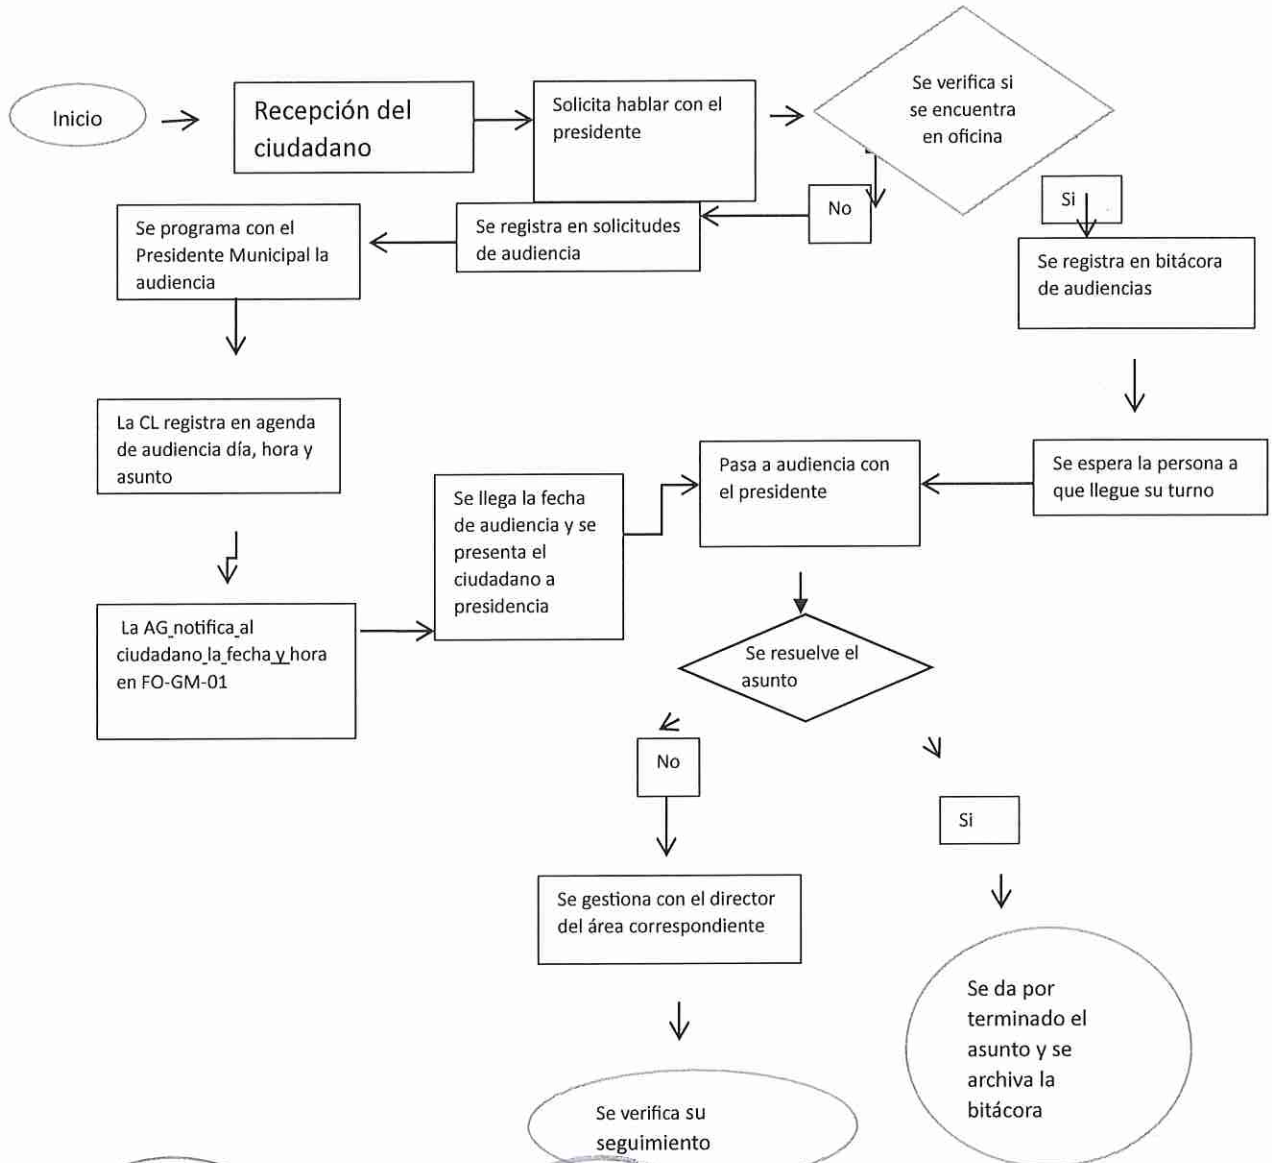 Inicio
Recepción del
ciudadano
Solicita hablar con el
presidente
Se verifica si
se encuentra
en oficina
No
Si
Se registra en solicitudes
de audiencia
Se programa con el
Presidente Municipal la
audiencia
Se registra en bitácora
de audiencias
La CL registra en agenda
de audiencia día, hora y
asunto
Se llega la fecha
de audiencia y se
presenta el
ciudadano a
presidencia
Pasa a audiencia con
el presidente
Se espera la persona a
que llegue su turno
La AG notifica al
ciudadano la fecha y hora
en FO-GM-01
Se resuelve el
asunto
No
Si
Se gestiona con el director
del área correspondiente
Se da por
terminado el
asunto y se
archiva la
bitácora
Se verifica su
seguimiento